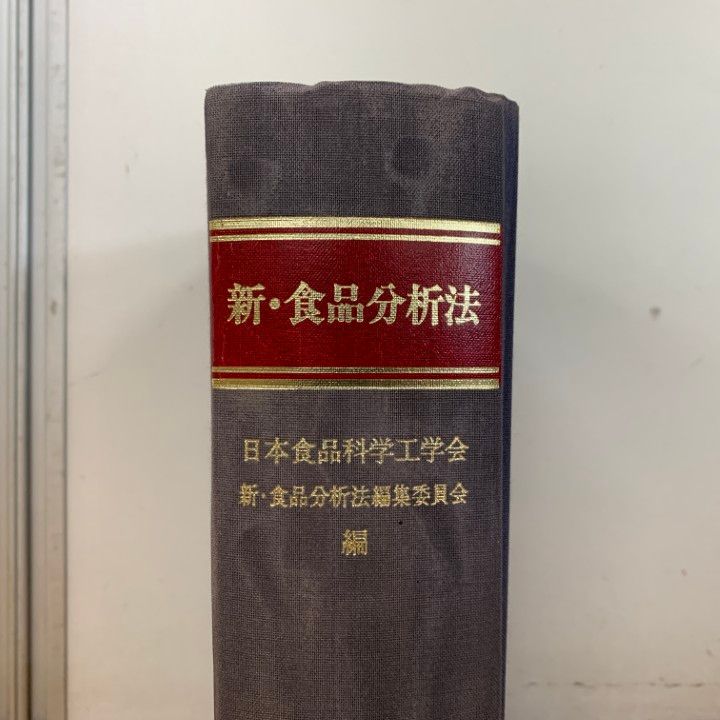 新・食品分析法
日本食品科学工学会
新・食品分析法編集委員会
編